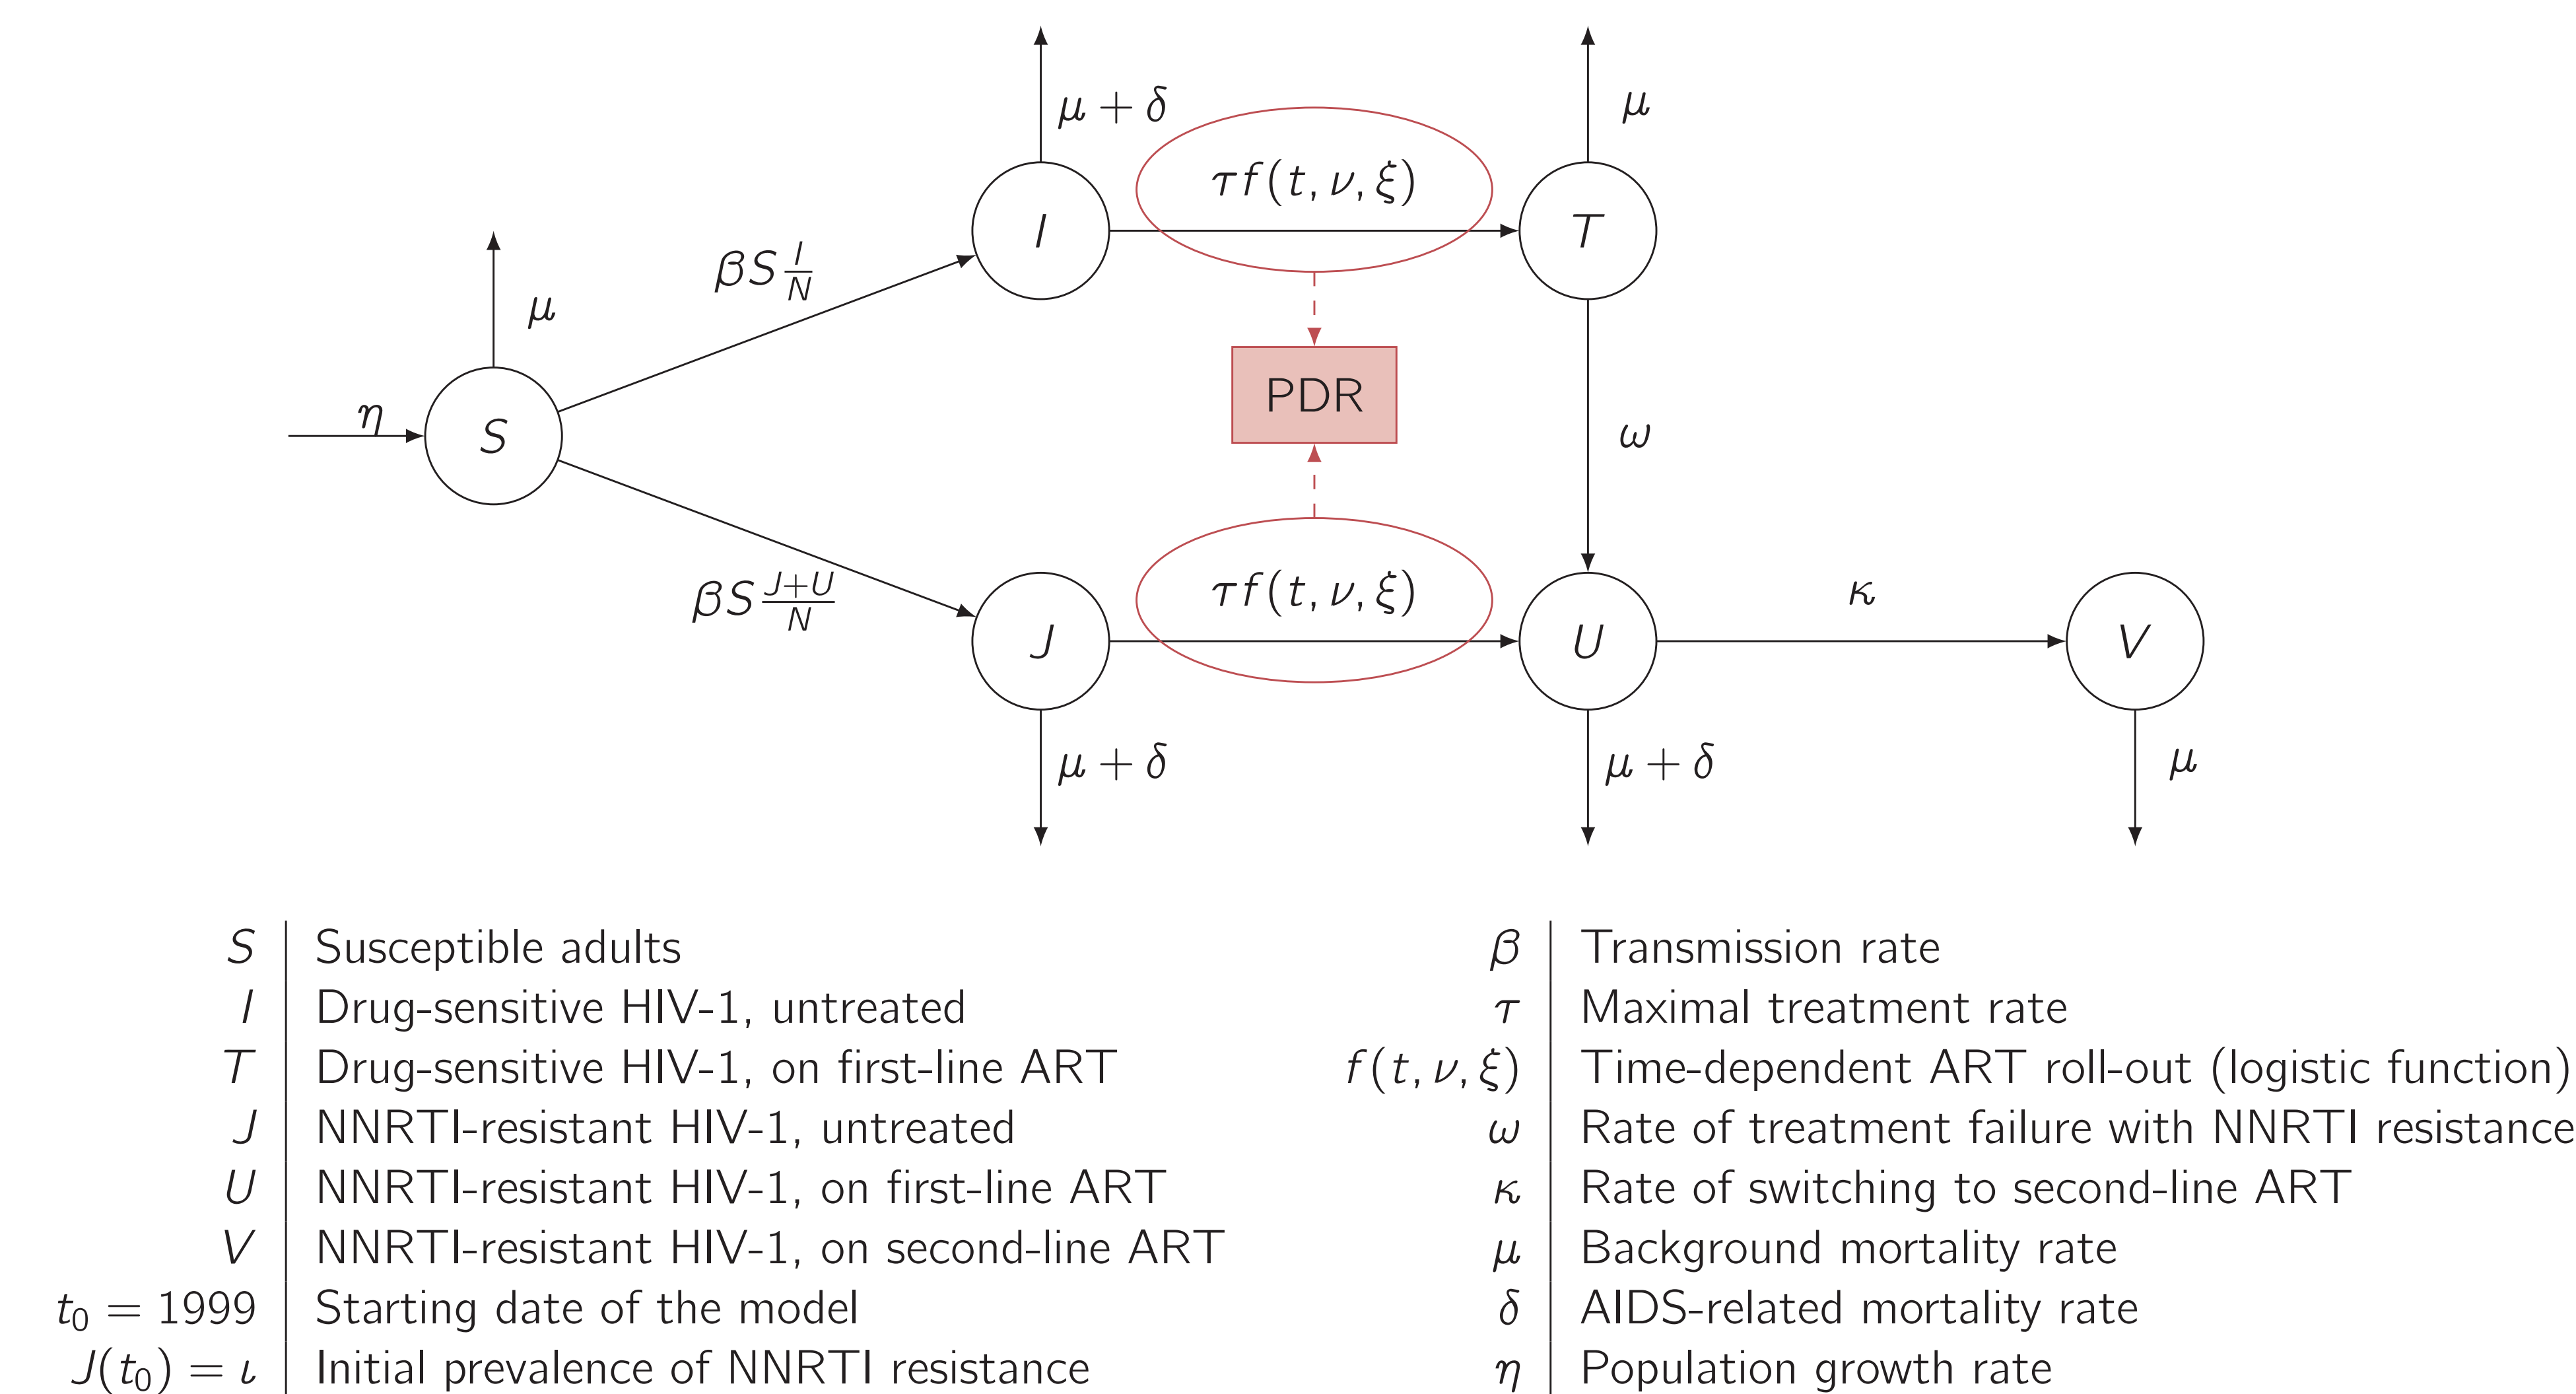 μ + δ
μ
τf(t, ν, ξ)
I
T
βS I/N
μ
PDR
η
S
ω
τf(t, ν, ξ)
κ
βS J+U/N
J
U
V
μ + δ
μ + δ
μ
S Susceptible adults
I Drug-sensitive HIV-1, untreated
T Drug-sensitive HIV-1, on first-line ART
J NNRTI-resistant HIV-1, untreated
U NNRTI-resistant HIV-1, on first-line ART
V NNRTI-resistant HIV-1, on second-line ART
t₀ = 1999 Starting date of the model
J(t₀) = ι Initial prevalence of NNRTI resistance
β Transmission rate
τ Maximal treatment rate
f(t, ν, ξ) Time-dependent ART roll-out (logistic function)
ω Rate of treatment failure with NNRTI resistance
κ Rate of switching to second-line ART
μ Background mortality rate
δ AIDS-related mortality rate
η Population growth rate